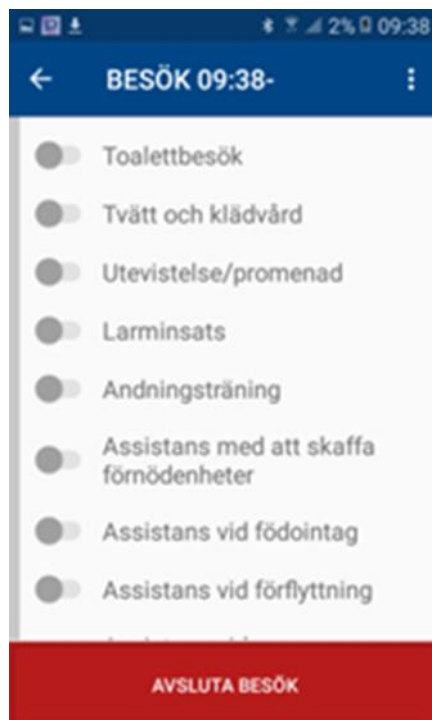 2% 09:38
BESÖK 09:38-
Toalettbesök
Tvätt och klädvård
Utevistelse/promenad
Larminsats
Andningsträning
Assistans med att skaffa
förnödenheter
Assistans vid födointag
Assistans vid förflyttning
AVSLUTA BESÖK